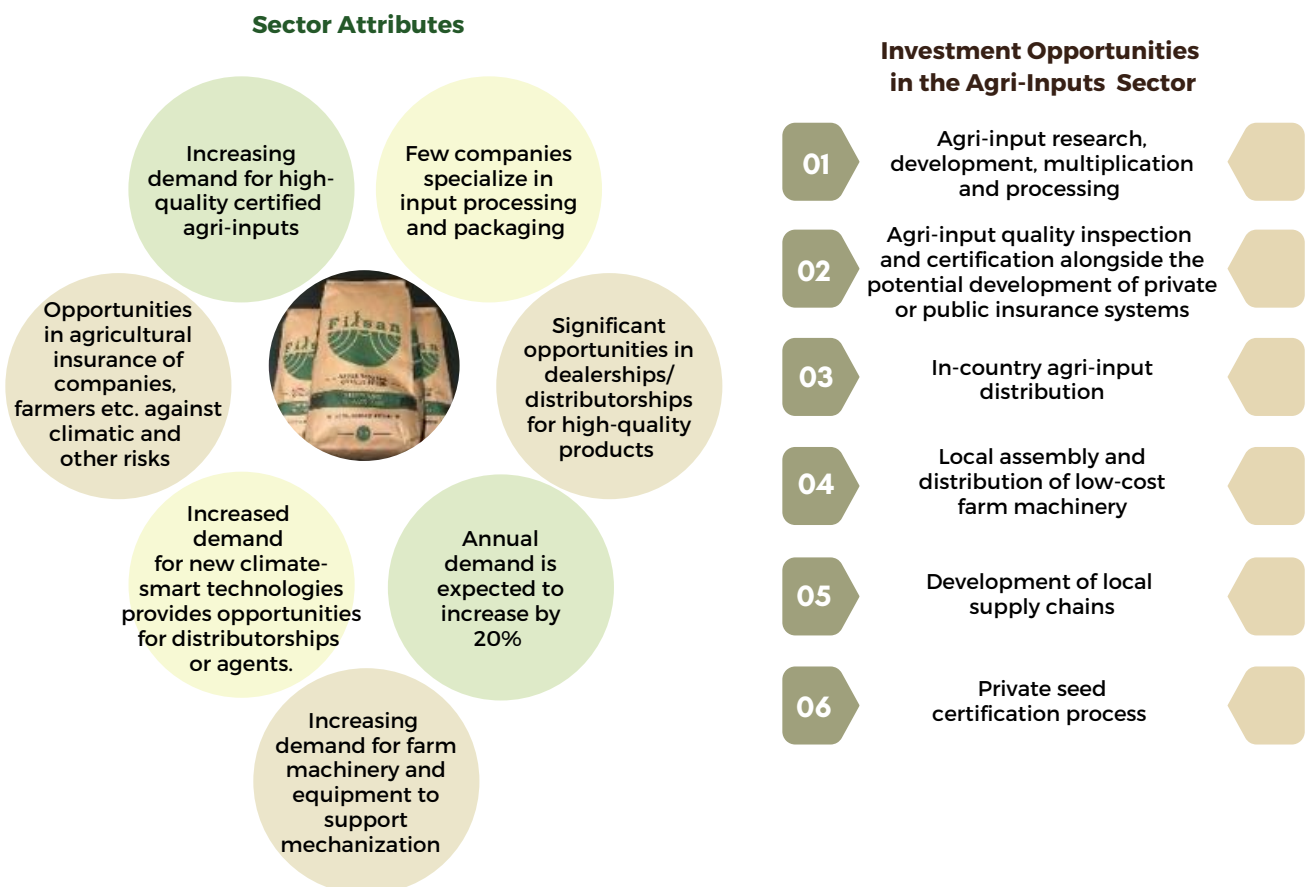 Sector Attributes
Increasing
demand for high-
quality certified
agri-inputs
Few companies
specialize in
input processing
and packaging
Opportunities
in agricultural
insurance of
companies,
farmers etc. against
climatic and
other risks
Filsan
Significant
opportunities in
dealerships/
distributorships
for high-quality
products
Increased
demand
for new climate-
smart technologies
provides opportunities
for distributorships
or agents.
Annual
demand is
expected to
increase by
20%
Increasing
demand for farm
machinery and
equipment to
support
mechanization
Investment Opportunities
in the Agri-Inputs Sector
01
Agri-input research,
development, multiplication
and processing
02
Agri-input quality inspection
and certification alongside the
potential development of private
or public insurance systems
03
In-country agri-input
distribution
04
Local assembly and
distribution of low-cost
farm machinery
05
Development of local
supply chains
06
Private seed
certification process